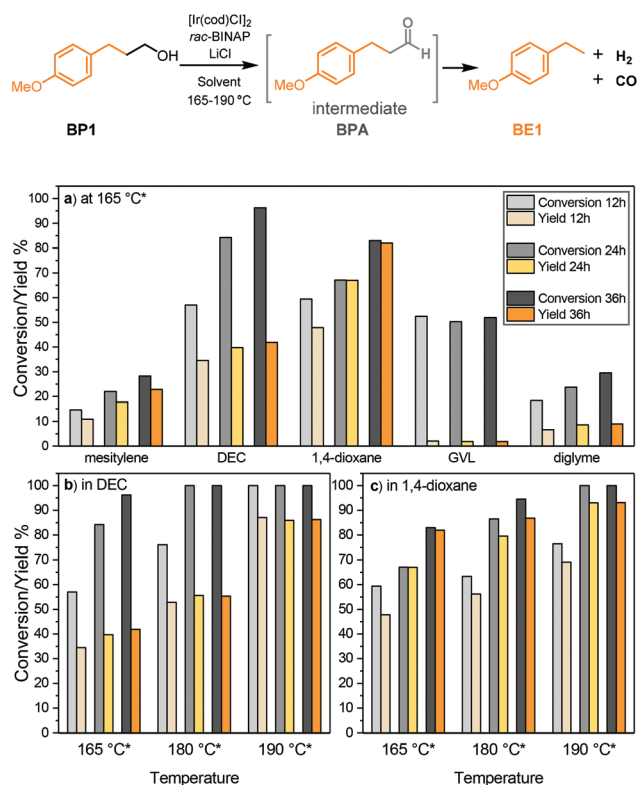 [Ir(cod)Cl]2
rac-BINAP
LiCl
Solvent
165-190 °C
OH
MeO
BP1
O
H
MeO
intermediate
BPA
MeO
BE1
+ H2
+ CO
a) at 165 °C*
Conversion/Yield %
100
90
80
70
60
50
40
30
20
10
0
Conversion 12h
Yield 12h
Conversion 24h
Yield 24h
Conversion 36h
Yield 36h
mesitylene DEC 1,4-dioxane GVL diglyme
b) in DEC
Conversion/Yield %
100
90
80
70
60
50
40
30
20
10
0
165 °C* 180 °C* 190 °C*
Temperature
c) in 1,4-dioxane
100
90
80
70
60
50
40
30
20
10
0
165 °C* 180 °C* 190 °C*
Temperature